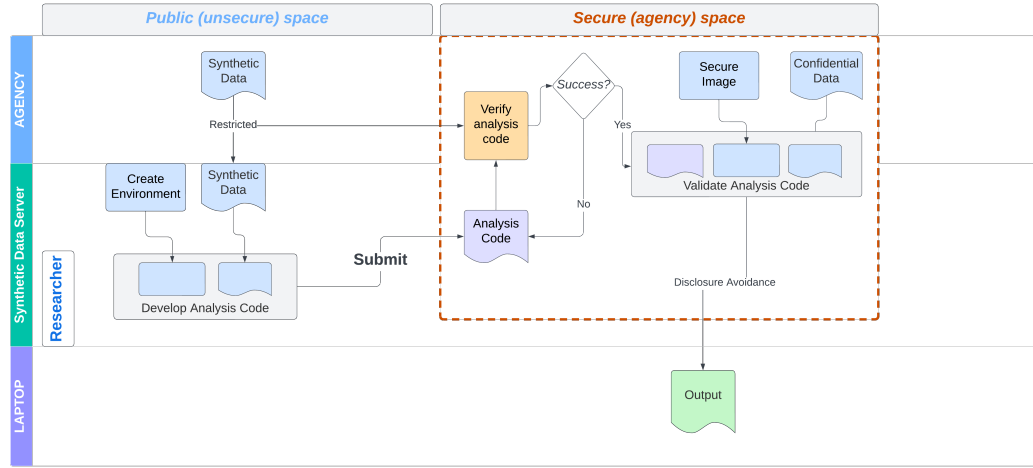 Public (unsecure) space
Secure (agency) space
AGENCY
Synthetic
Data
Restricted
Verify
analysis
code
Success?
Yes
No
Secure
Image
Confidential
Data
Validate Analysis Code
Synthetic Data Server
Researcher
Create
Environment
Synthetic
Data
Develop Analysis Code
Submit
Analysis
Code
Disclosure Avoidance
LAPTOP
Output